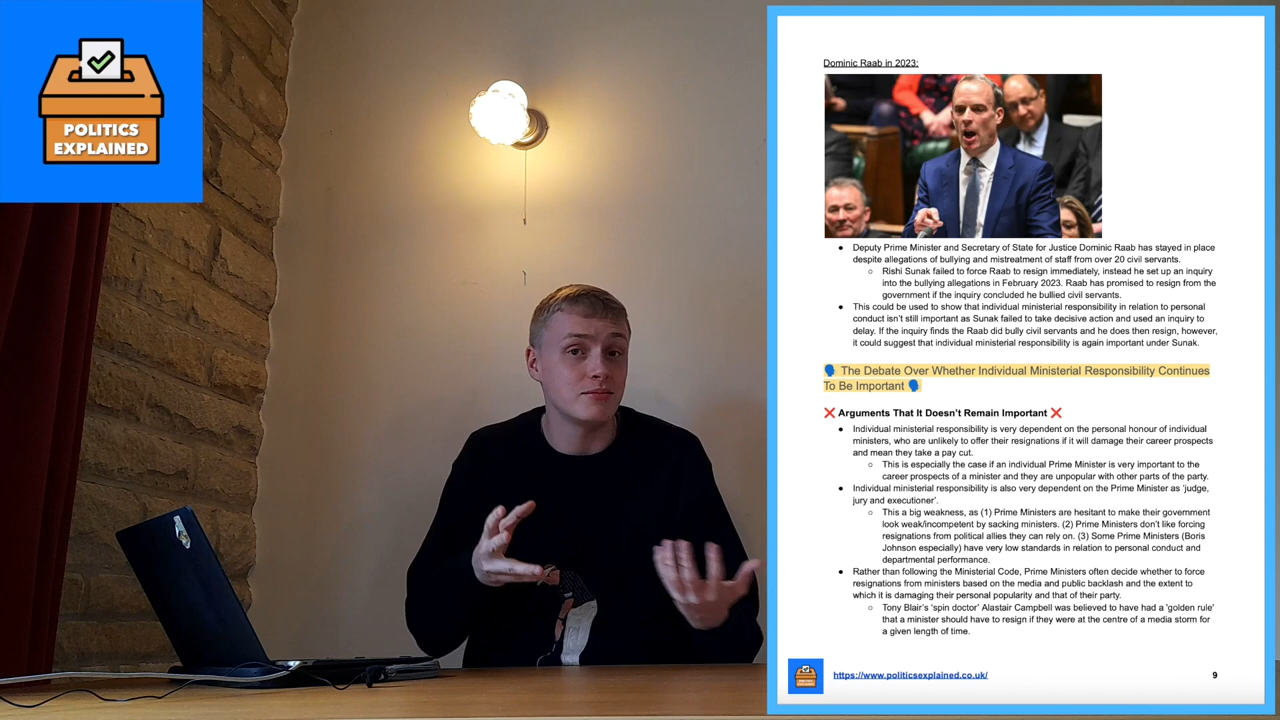 POLITICS
EXPLAINED
Dominic Raab in 2023:
● Deputy Prime Minister and Secretary of State for Justice Dominic Raab has stayed in place
despite allegations of bullying and mistreatment of staff from over 20 civil servants.
○ Rishi Sunak failed to force Raab to resign immediately, instead he set up an inquiry
into the bullying allegations in February 2023. Raab has promised to resign from the
government if the inquiry concluded he bullied civil servants.
● This could be used to show that individual ministerial responsibility in relation to personal
conduct isn't still important as Sunak failed to take decisive action and used an inquiry to
delay. If the inquiry finds the Raab did bully civil servants and he does then resign, however,
it could suggest that individual ministerial responsibility is again important under Sunak.
🗣 The Debate Over Whether Individual Ministerial Responsibility Continues
To Be Important 🗣
❌ Arguments That It Doesn't Remain Important ❌
● Individual ministerial responsibility is very dependent on the personal honour of individual
ministers, who are unlikely to offer their resignations if it will damage their career prospects
and mean they take a pay cut.
○ This is especially the case if an individual Prime Minister is very important to the
career prospects of a minister and they are unpopular with other parts of the party.
● Individual ministerial responsibility is also very dependent on the Prime Minister as 'judge,
jury and executioner'.
○ This a big weakness, as (1) Prime Ministers are hesitant to make their government
look weak/incompetent by sacking ministers. (2) Prime Ministers don't like forcing
resignations from political allies they can rely on. (3) Some Prime Ministers (Boris
Johnson especially) have very low standards in relation to personal conduct and
departmental performance.
● Rather than following the Ministerial Code, Prime Ministers often decide whether to force
resignations from ministers based on the media and public backlash and the extent to
which it is damaging their personal popularity and that of their party.
○ Tony Blair's 'spin doctor' Alastair Campbell was believed to have had a 'golden rule'
that a minister should have to resign if they were at the centre of a media storm for
a given length of time.
POLITICS
EXPLAINED
https://www.politicsexplained.co.uk/
9